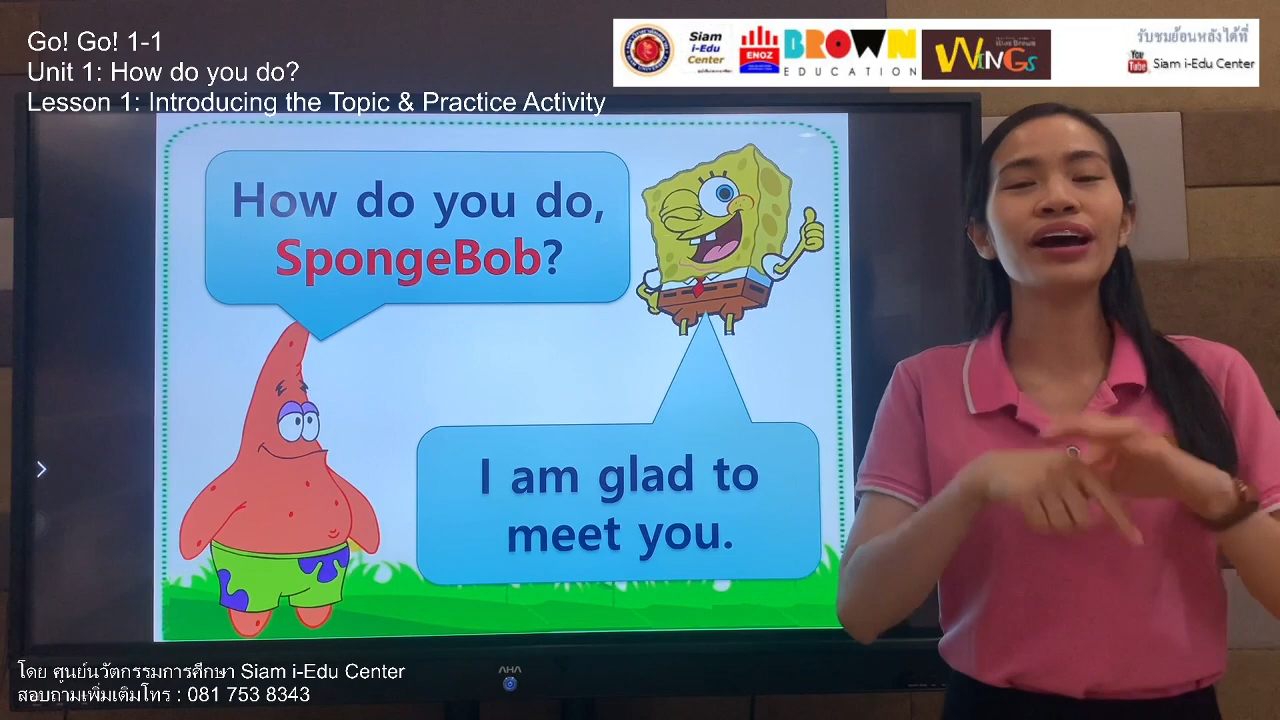 Go! Go! 1-1
Unit 1: How do you do?
Lesson 1: Introducing the Topic & Practice Activity
Siam
i-Edu
Center
ENOZ
BROWN
EDUCATION
WINGs
รับชมย้อนหลังได้ที่
You
Tube
Siam i-Edu Center
How do you do,
SpongeBob?
I am glad to
meet you.
โดย ศูนย์นวัตกรรมการศึกษา Siam i-Edu Center
สอบถามเพิ่มเติมโทร : 081 753 8343
AHA